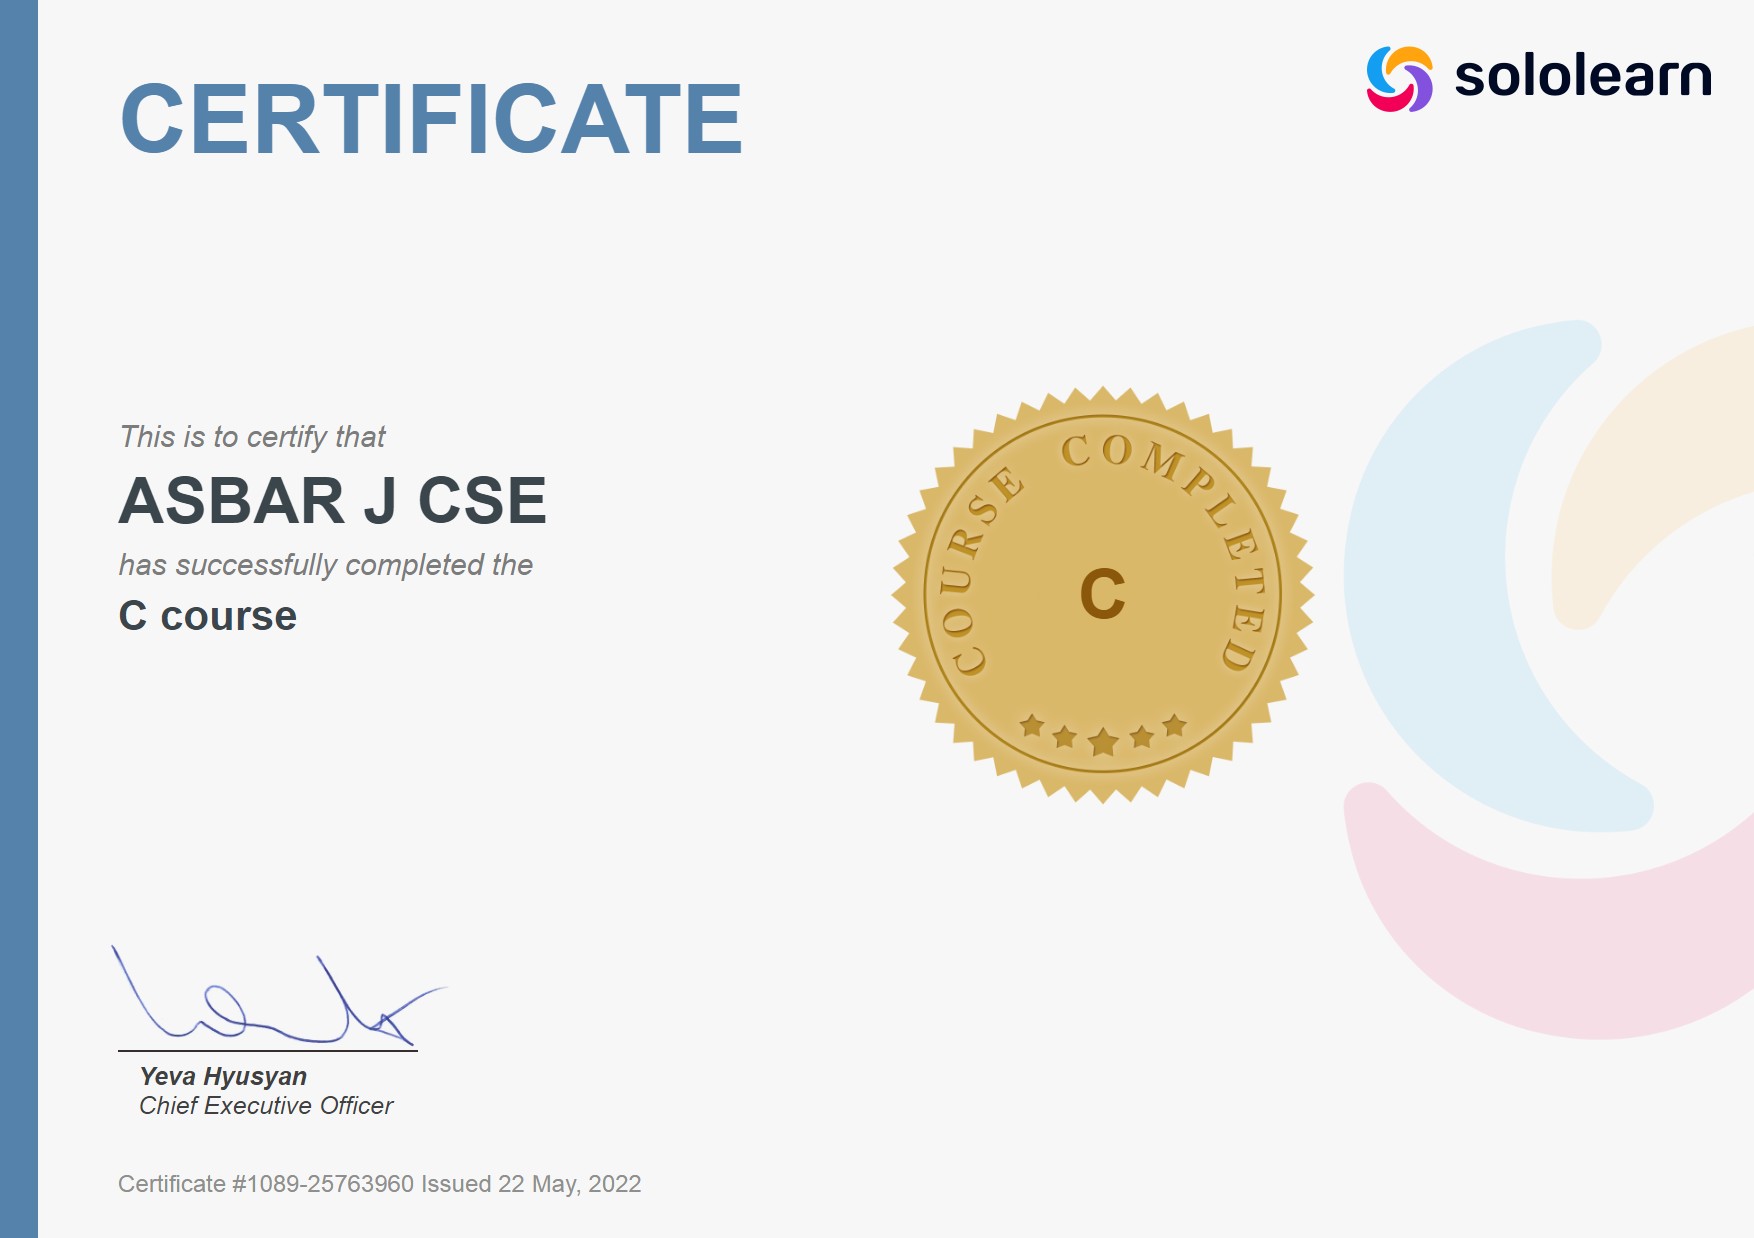 CERTIFICATE
sololearn
This is to certify that
ASBAR J CSE
has successfully completed the
C course
COURSE COMPLETED
C
Yeva Hyusyan
Chief Executive Officer
Certificate #1089-25763960 Issued 22 May, 2022